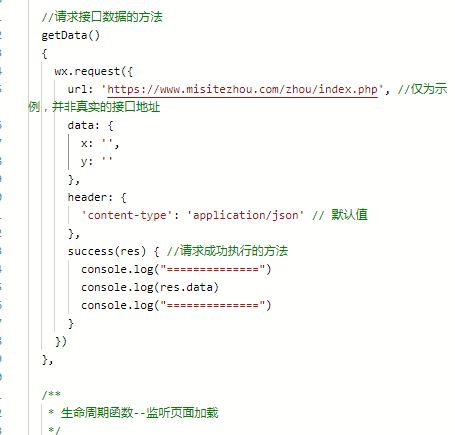 //请求接口数据的方法
getData()
{
wx.request({
url: 'https://www.misitezhou.com/zhou/index.php', //仅为示
例，并非真实的接口地址
data: {
x: '',
y: ''
},
header: {
'content-type': 'application/json' // 默认值
},
success(res) { //请求成功执行的方法
console.log("==============")
console.log(res.data)
console.log("==============")
}
})
},
/**
* 生命周期函数--监听页面加载
*/